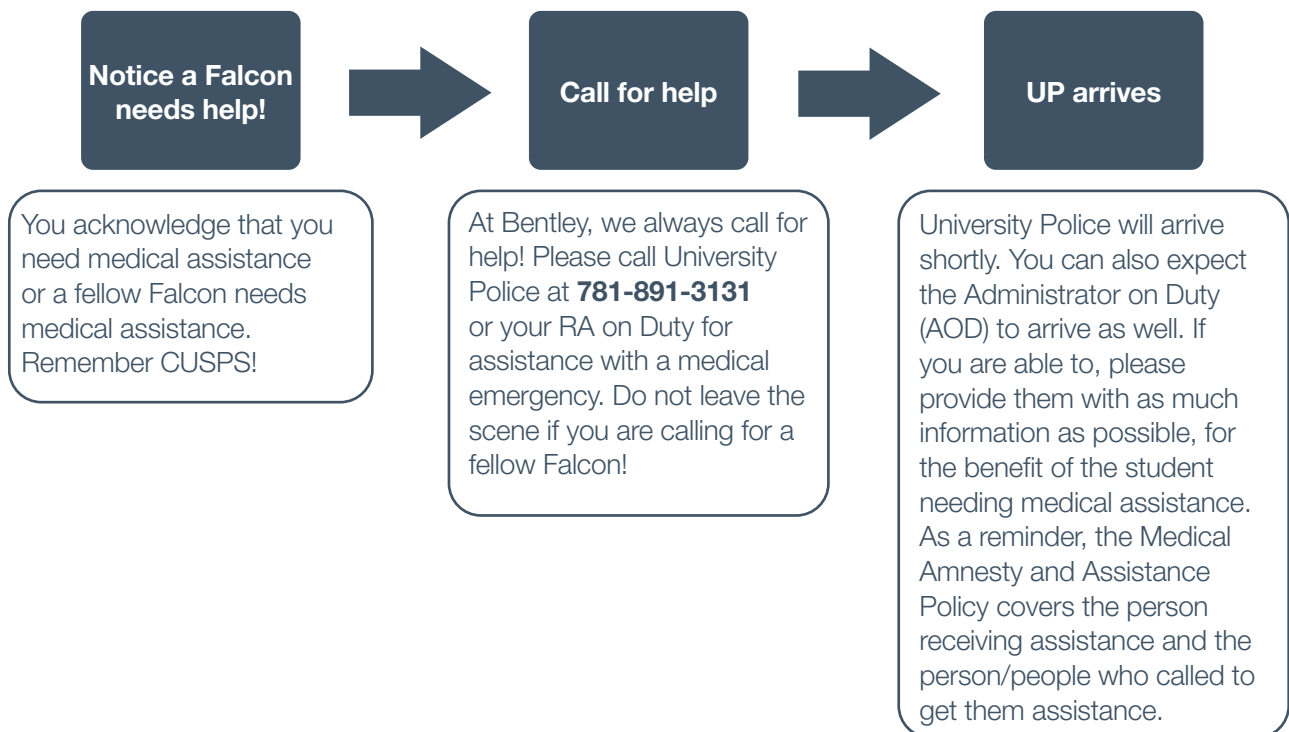 Notice a Falcon
needs help!
Call for help
UP arrives
You acknowledge that you
need medical assistance
or a fellow Falcon needs
medical assistance.
Remember CUSPS!
At Bentley, we always call for
help! Please call University
Police at 781-891-3131
or your RA on Duty for
assistance with a medical
emergency. Do not leave the
scene if you are calling for a
fellow Falcon!
University Police will arrive
shortly. You can also expect
the Administrator on Duty
(AOD) to arrive as well. If
you are able to, please
provide them with as much
information as possible, for
the benefit of the student
needing medical assistance.
As a reminder, the Medical
Amnesty and Assistance
Policy covers the person
receiving assistance and the
person/people who called to
get them assistance.